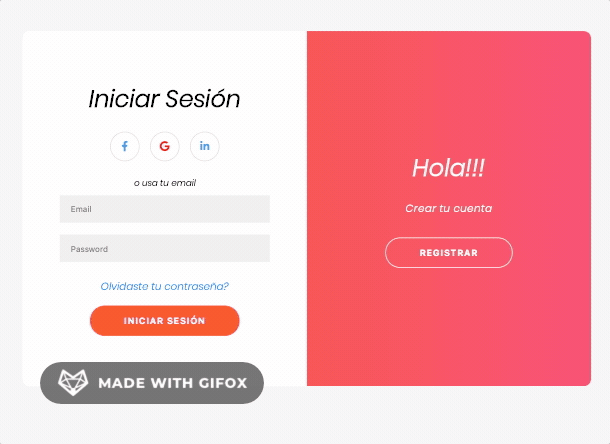 Iniciar Sesión
o usa tu email
Email
Password
Olvidaste tu contraseña?
INICIAR SESIÓN
Hola!!!
Crear tu cuenta
REGISTRAR
MADE WITH GIFOX